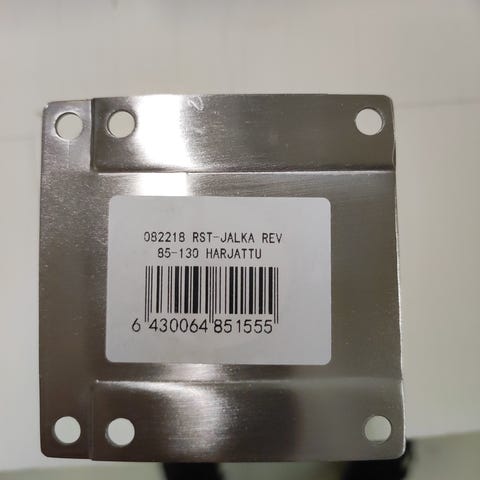 082218 RST-JALKA REV
85-130 HARJATTU
6 430064 851555